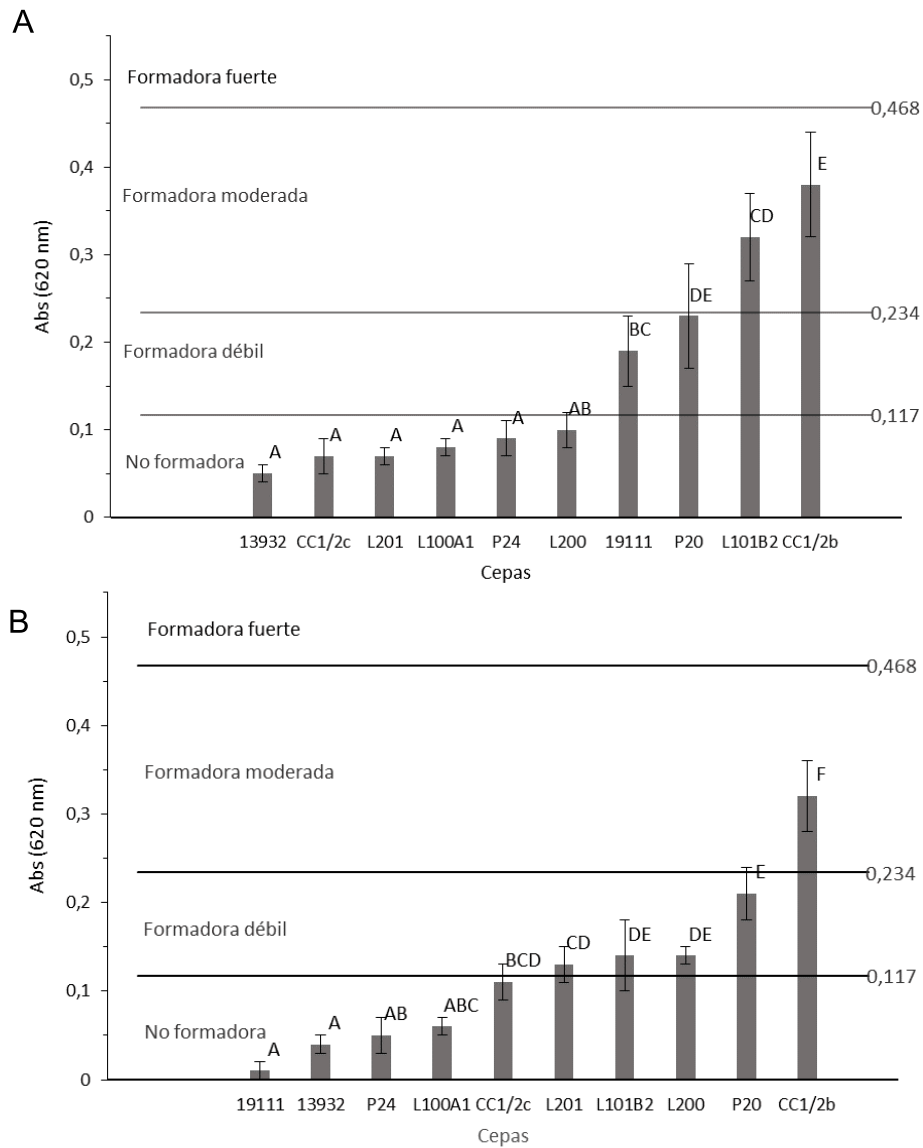 A
0,5
Formadora fuerte
0,468
0,4
Formadora moderada
E
CD
0,3
DE
0,234
Abs (620 nm)
BC
0,2
Formadora débil
AB
0,117
A
A
A
A
A
0,1
No formadora
0
13932 CC1/2c L201 L100A1 P24 L200 19111 P20 L101B2 CC1/2b
Cepas
B
0,5
Formadora fuerte
0,468
0,4
Formadora moderada
F
0,3
E
0,234
Abs (620 nm)
0,2
Formadora débil
BCD
CD
DE
DE
0,117
0,1
No formadora
A
A
AB
ABC
0
19111 13932 P24 L100A1 CC1/2c L201 L101B2 L200 P20 CC1/2b
Cepas